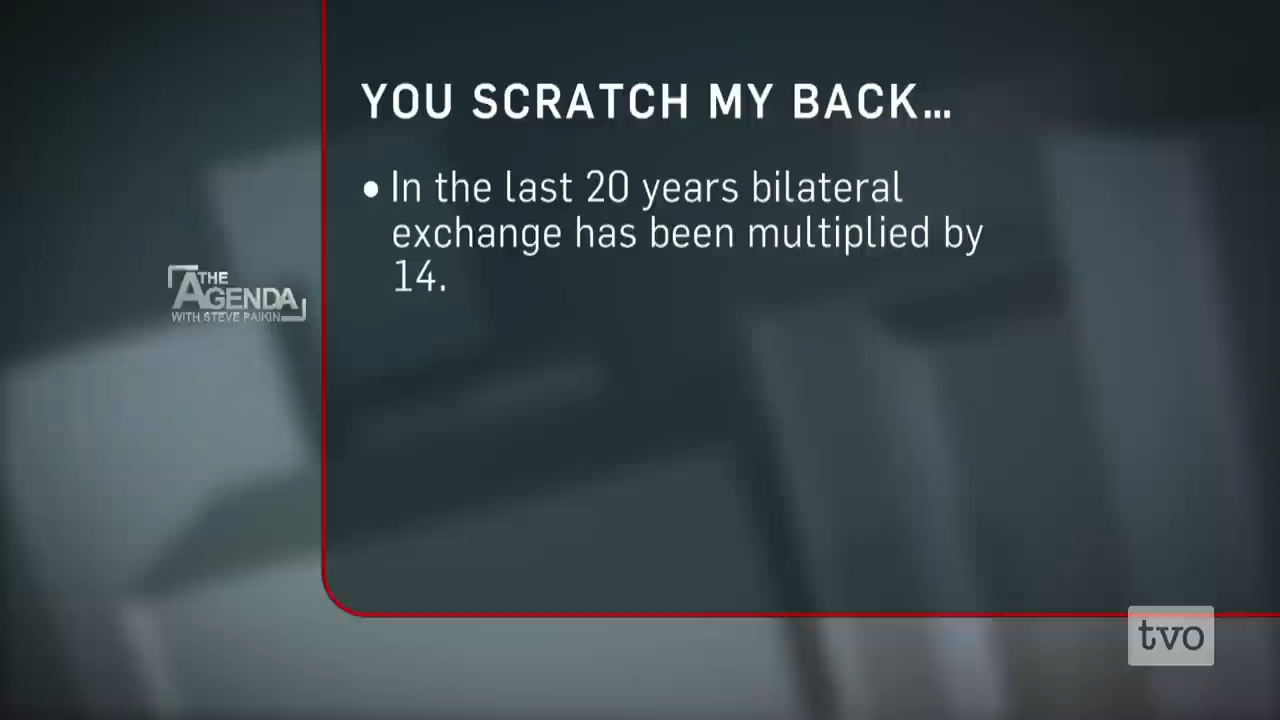 YOU SCRATCH MY BACK...
• In the last 20 years bilateral
exchange has been multiplied by
14.
THE
AGENDA
WITH STEVE PAIKIN
tvo